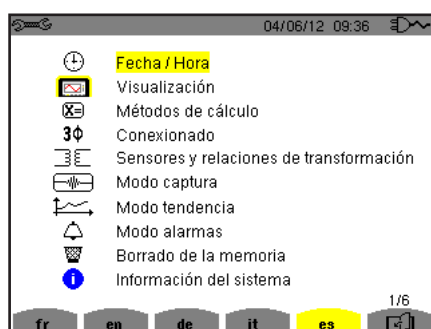 04/06/12 09:36
Fecha / Hora
Visualización
Métodos de cálculo
3Φ Conexionado
Sensores y relaciones de transformación
Modo captura
Modo tendencia
Modo alarmas
Borrado de la memoria
Información del sistema
1/6
fr en de it es